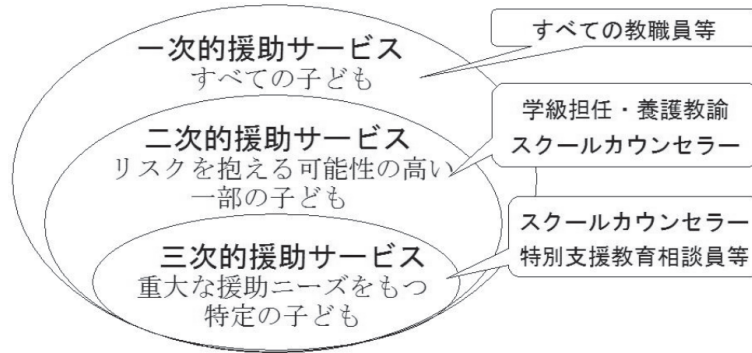 一次的援助サービス
すべての子ども
すべての教職員等
二次的援助サービス
リスクを抱える可能性の高い
一部の子ども
学級担任・養護教諭
スクールカウンセラー
三次的援助サービス
重大な援助ニーズをもつ
特定の子ども
スクールカウンセラー
特別支援教育相談員等